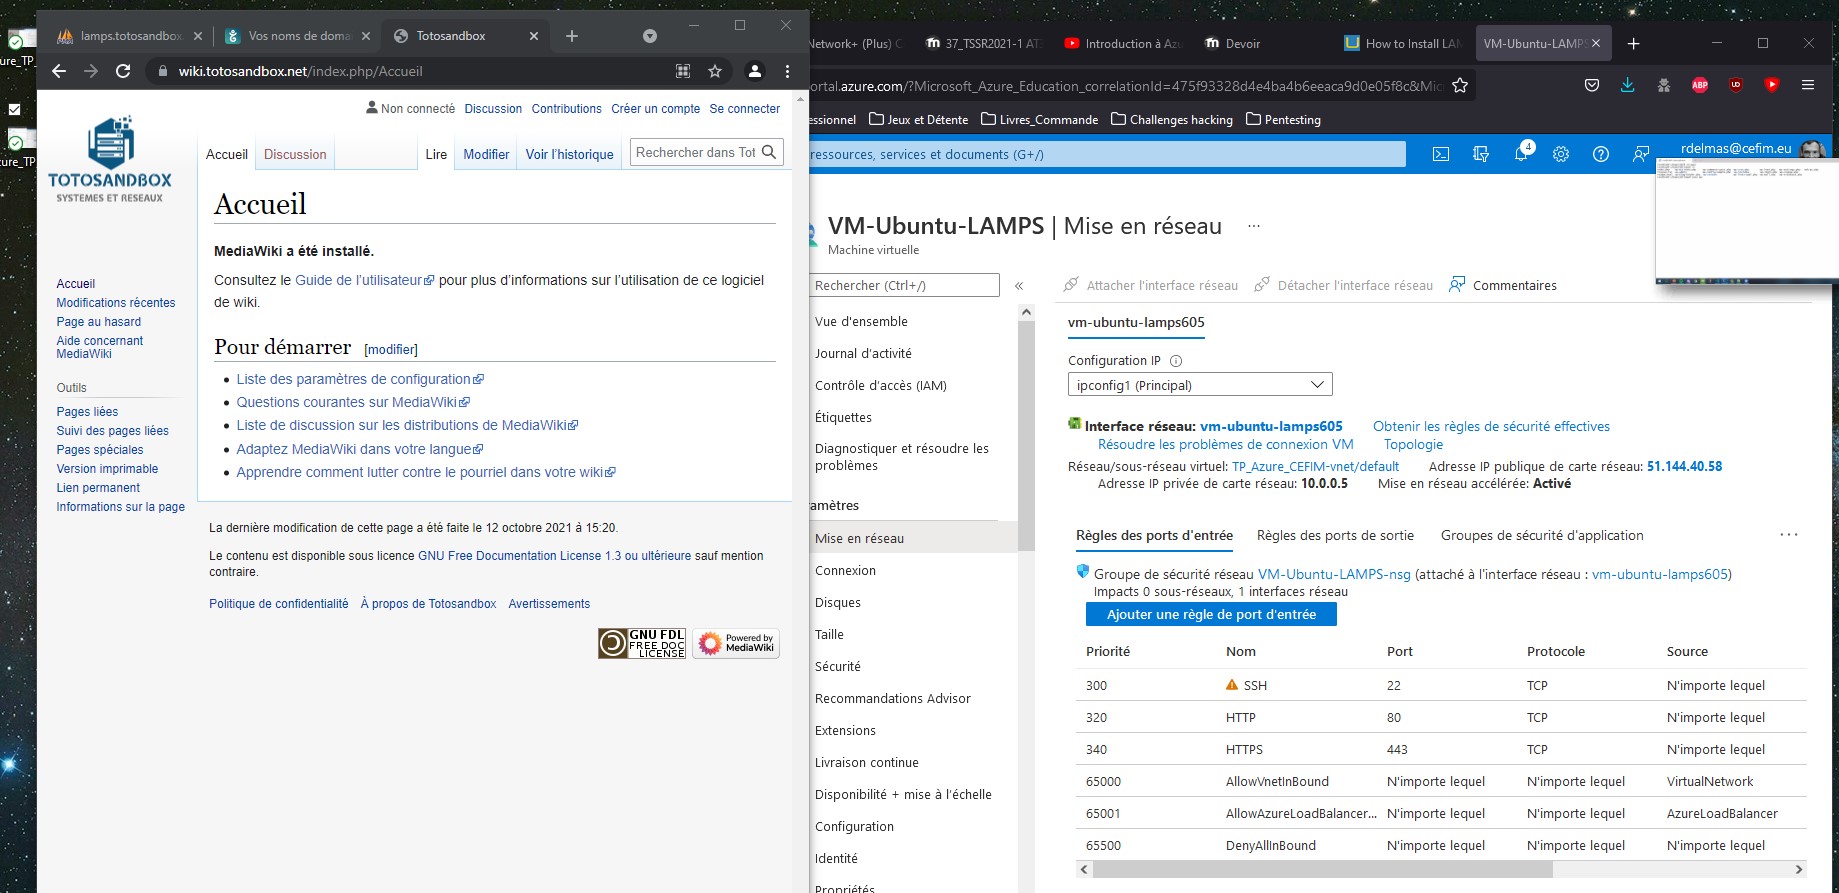 lamps.totosandbox
Vos noms de doma
Totosandbox
wiki.totosandbox.net/index.php/Accueil
TOTOSANDBOX
SYSTEMES ET RESEAUX
Non connecté Discussion Contributions Créer un compte Se connecter
Accueil Discussion Lire Modifier Voir l'historique Rechercher dans Tot
Accueil
MediaWiki a été installé.
Consultez le Guide de l'utilisateur pour plus d'informations sur l'utilisation de ce logiciel
de wiki.
Pour démarrer [modifier]
Liste des paramètres de configuration
Questions courantes sur MediaWiki
Liste de discussion sur les distributions de MediaWiki
Adaptez MediaWiki dans votre langue
Apprendre comment lutter contre le pourriel dans votre wiki
Accueil
Modifications récentes
Page au hasard
Aide concernant
MediaWiki
Outils
Pages liées
Suivi des pages liées
Pages spéciales
Version imprimable
Lien permanent
Informations sur la page
La dernière modification de cette page a été faite le 12 octobre 2021 à 15:20.
Le contenu est disponible sous licence GNU Free Documentation License 1.3 ou ultérieure sauf mention
contraire.
Politique de confidentialité À propos de Totosandbox Avertissements
GNU FDL
FREE DOC
LICENSE
Powered by
MediaWiki
Network+ (Plus) C
37_TSSR2021-1 AT
Introduction à Azu
Devoir
How to Install LAM
VM-Ubuntu-LAMPS
ortal.azure.com/?Microsoft_Azure_Education_correlationId=475f93328d4e4ba4b6eeaca9d0e05f8c&Mic
ABP
essionnel Jeux et Détente Livres_Commande Challenges hacking Pentesting
ressources, services et documents (G+/)
4
rdelmas@cefim.eu
VM-Ubuntu-LAMPS | Mise en réseau ...
Machine virtuelle
Rechercher (Ctrl+/) «
Vue d'ensemble
Journal d'activité
Contrôle d'accès (IAM)
Étiquettes
Diagnostiquer et résoudre les
problèmes
amètres
Mise en réseau
Connexion
Disques
Taille
Sécurité
Recommandations Advisor
Extensions
Livraison continue
Disponibilité + mise à l'échelle
Configuration
Identité
Propriétés
Attacher l'interface réseau Détacher l'interface réseau Commentaires
vm-ubuntu-lamps605
Configuration IP
ipconfig1 (Principal)
Interface réseau: vm-ubuntu-lamps605 Obtenir les règles de sécurité effectives
Résoudre les problèmes de connexion VM Topologie
Réseau/sous-réseau virtuel: TP_Azure_CEFIM-vnet/default Adresse IP publique de carte réseau: 51.144.40.58
Adresse IP privée de carte réseau: 10.0.0.5 Mise en réseau accélérée: Activé
Règles des ports d'entrée Règles des ports de sortie Groupes de sécurité d'application ...
Groupe de sécurité réseau VM-Ubuntu-LAMPS-nsg (attaché à l'interface réseau : vm-ubuntu-lamps605)
Impacts 0 sous-réseaux, 1 interfaces réseau
Ajouter une règle de port d'entrée
Priorité Nom Port Protocole Source
300 SSH 22 TCP N'importe lequel
320 HTTP 80 TCP N'importe lequel
340 HTTPS 443 TCP N'importe lequel
65000 AllowVnetInBound N'importe lequel N'importe lequel VirtualNetwork
65001 AllowAzureLoadBalancer... N'importe lequel N'importe lequel AzureLoadBalancer
65500 DenyAllInBound N'importe lequel N'importe lequel N'importe lequel
ure_TP_
zure_TP_